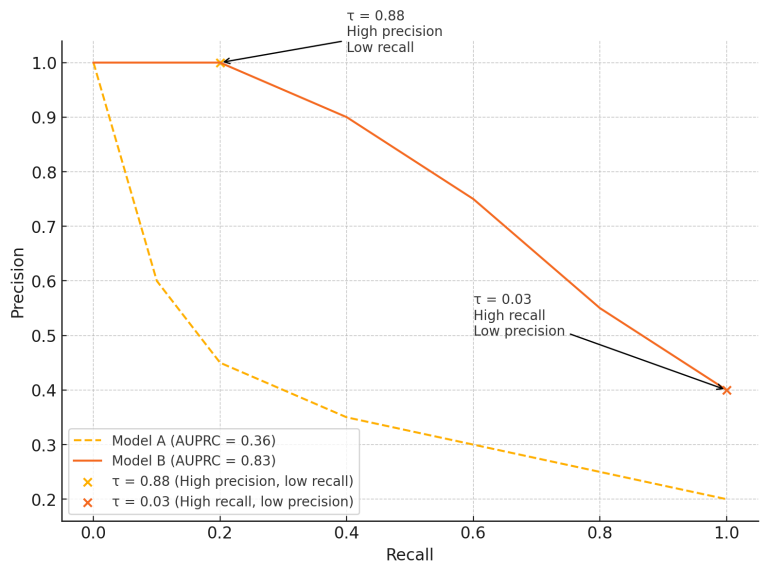 τ = 0.88
High precision
Low recall
1.0
0.9
0.8
0.7
0.6
0.5
0.4
0.3
0.2
Precision
τ = 0.03
High recall
Low precision
Model A (AUPRC = 0.36)
Model B (AUPRC = 0.83)
τ = 0.88 (High precision, low recall)
τ = 0.03 (High recall, low precision)
0.0 0.2 0.4 0.6 0.8 1.0
Recall